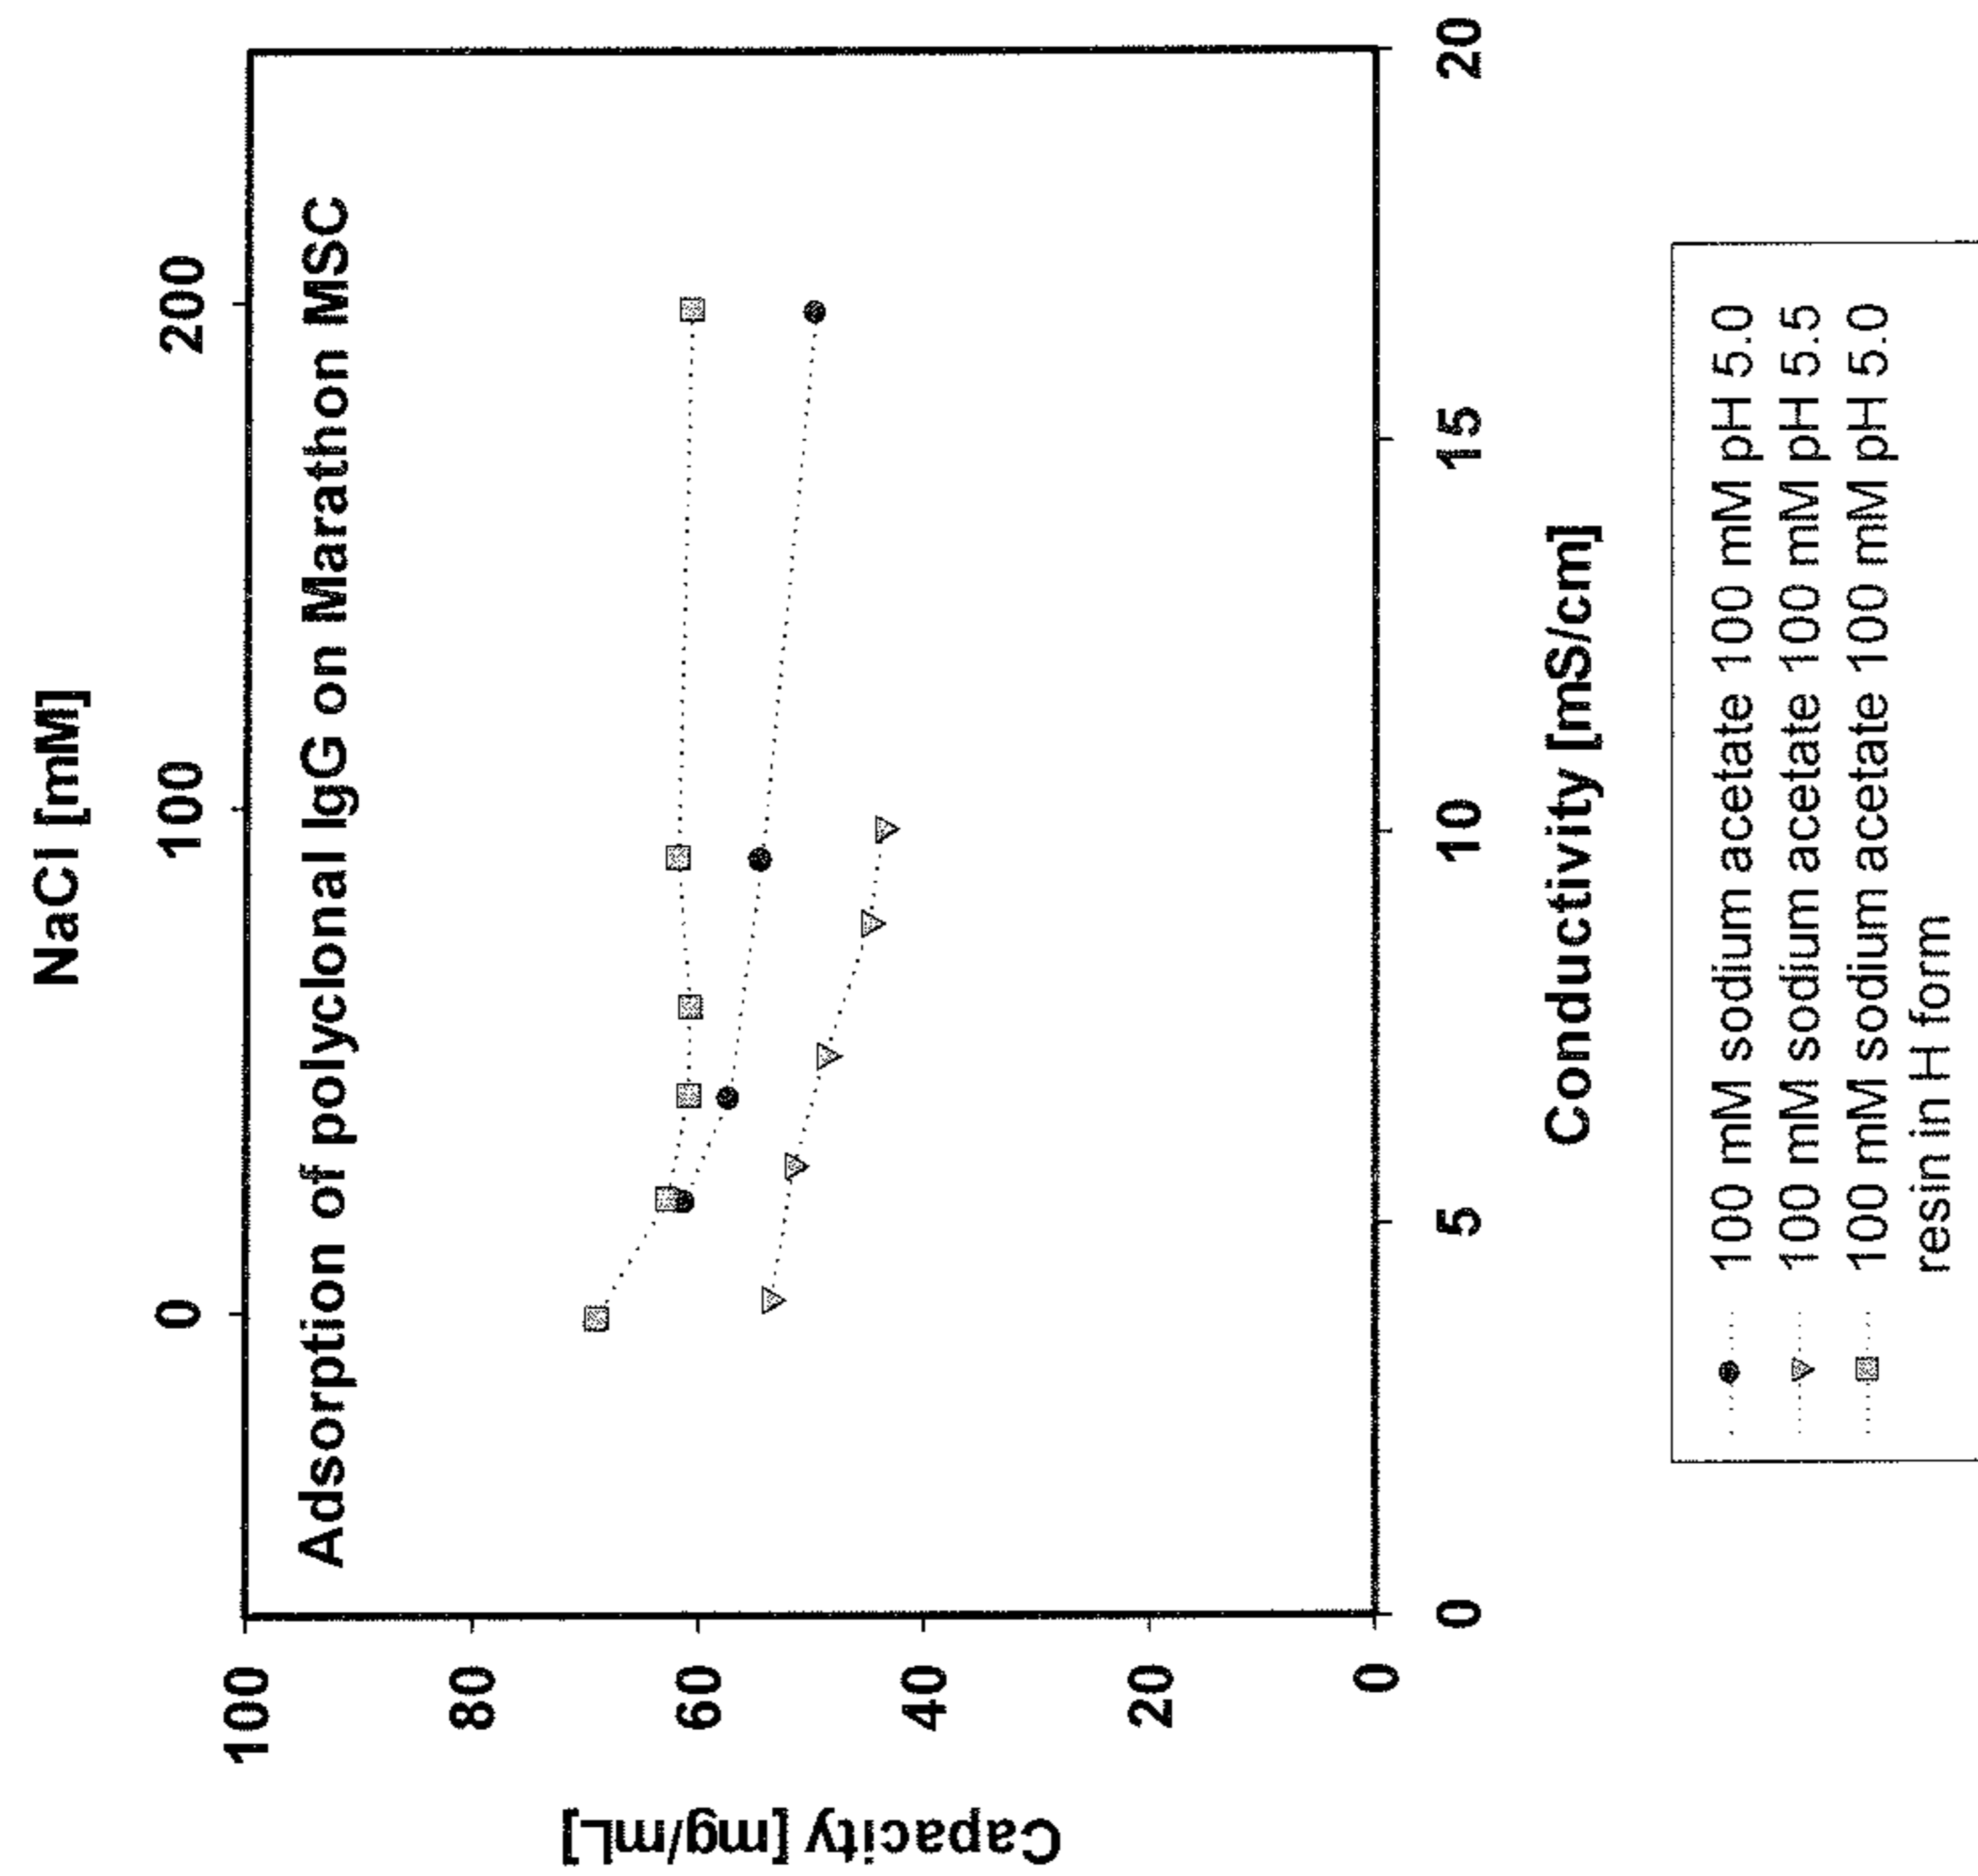 NaCl [mM]
0 100 200
Adsorption of polyclonal IgG on Marathon MSC
Capacity [mg/mL]
100
80
60
40
20
0
0 5 10 15 20
Conductivity [mS/cm]
100 mM sodium acetate 100 mM pH 5.0
100 mM sodium acetate 100 mM pH 5.5
100 mM sodium acetate 100 mM pH 5.0
resin in H form